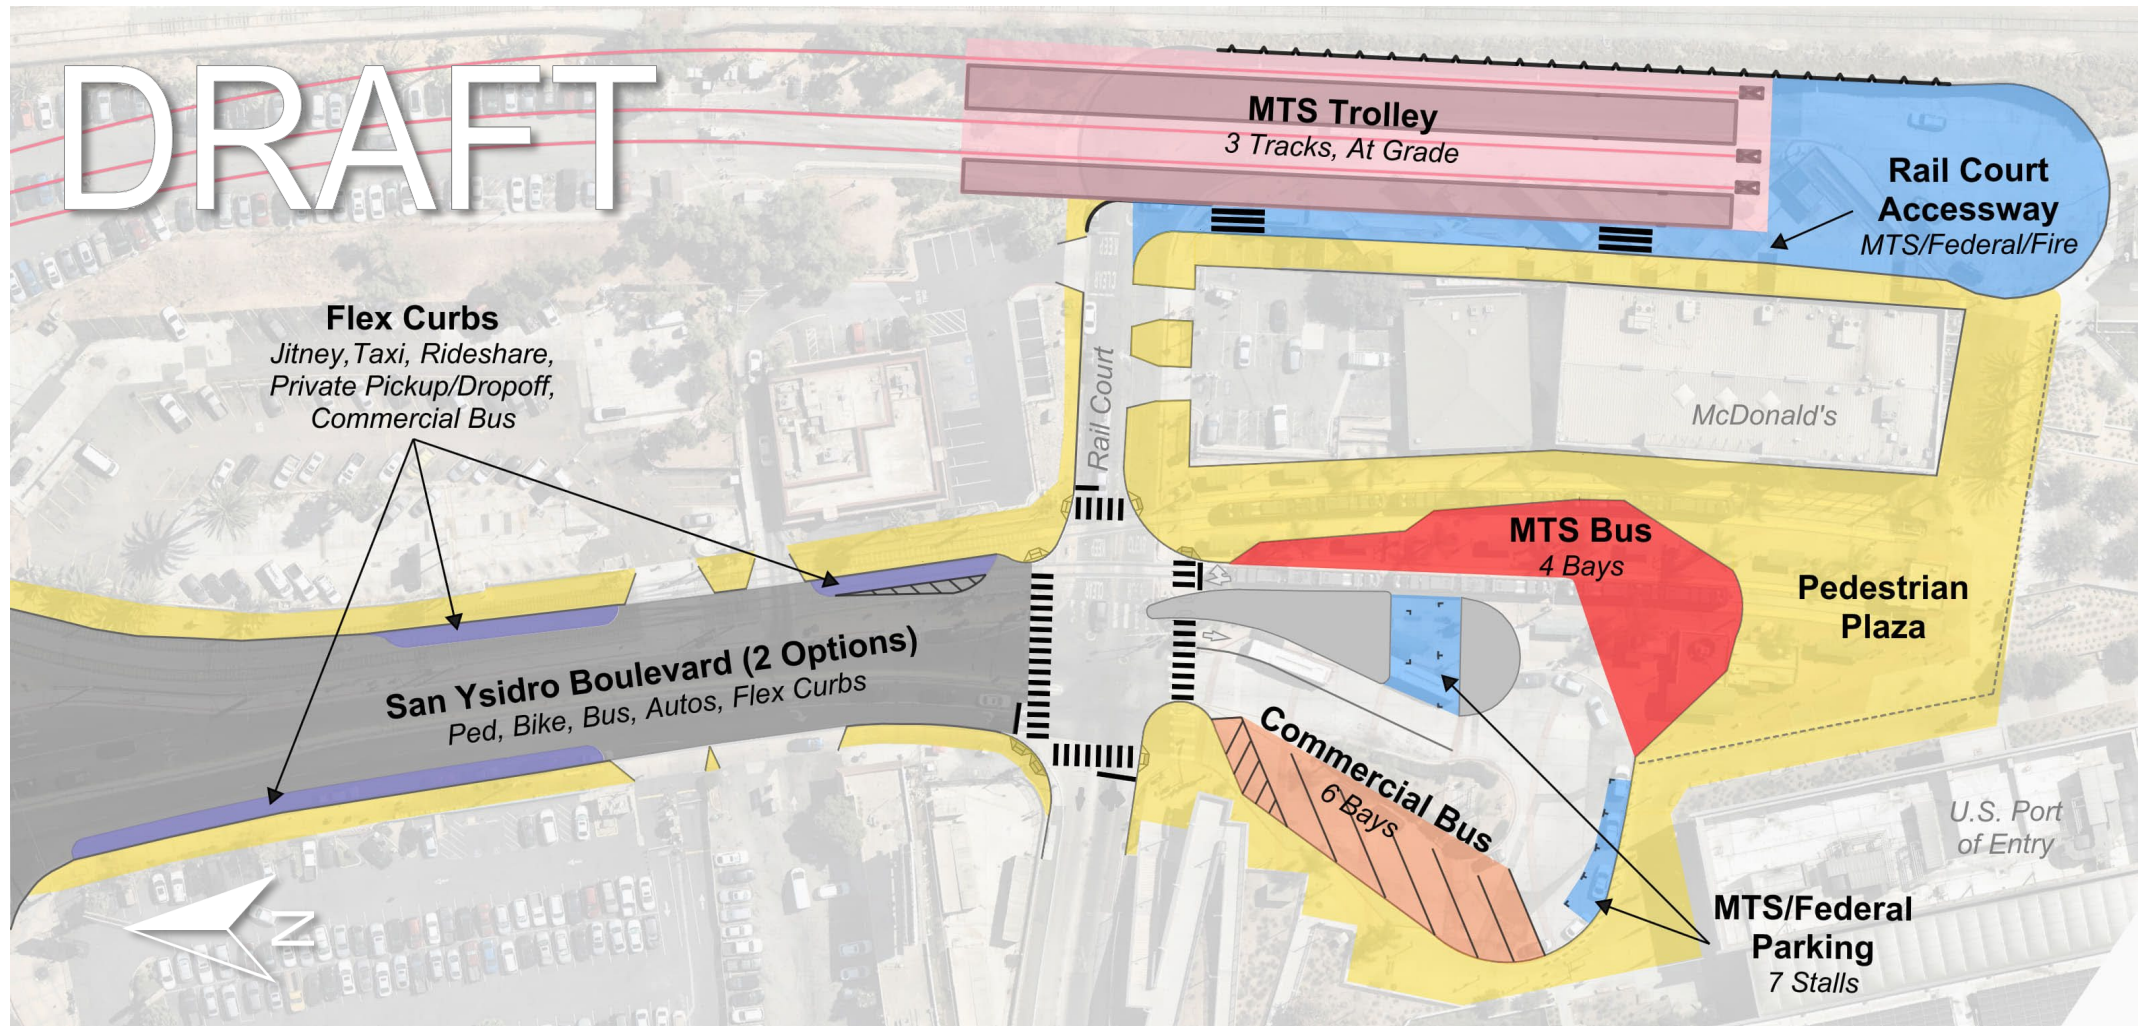 DRAFT
MTS Trolley
3 Tracks, At Grade
Rail Court
Accessway
MTS/Federal/Fire
Flex Curbs
Jitney,Taxi, Rideshare,
Private Pickup/Dropoff,
Commercial Bus
Rail Court
McDonald's
MTS Bus
4 Bays
Pedestrian
Plaza
San Ysidro Boulevard (2 Options)
Ped, Bike, Bus, Autos, Flex Curbs
Commercial Bus
6 Bays
U.S. Port
of Entry
MTS/Federal
Parking
7 Stalls
N